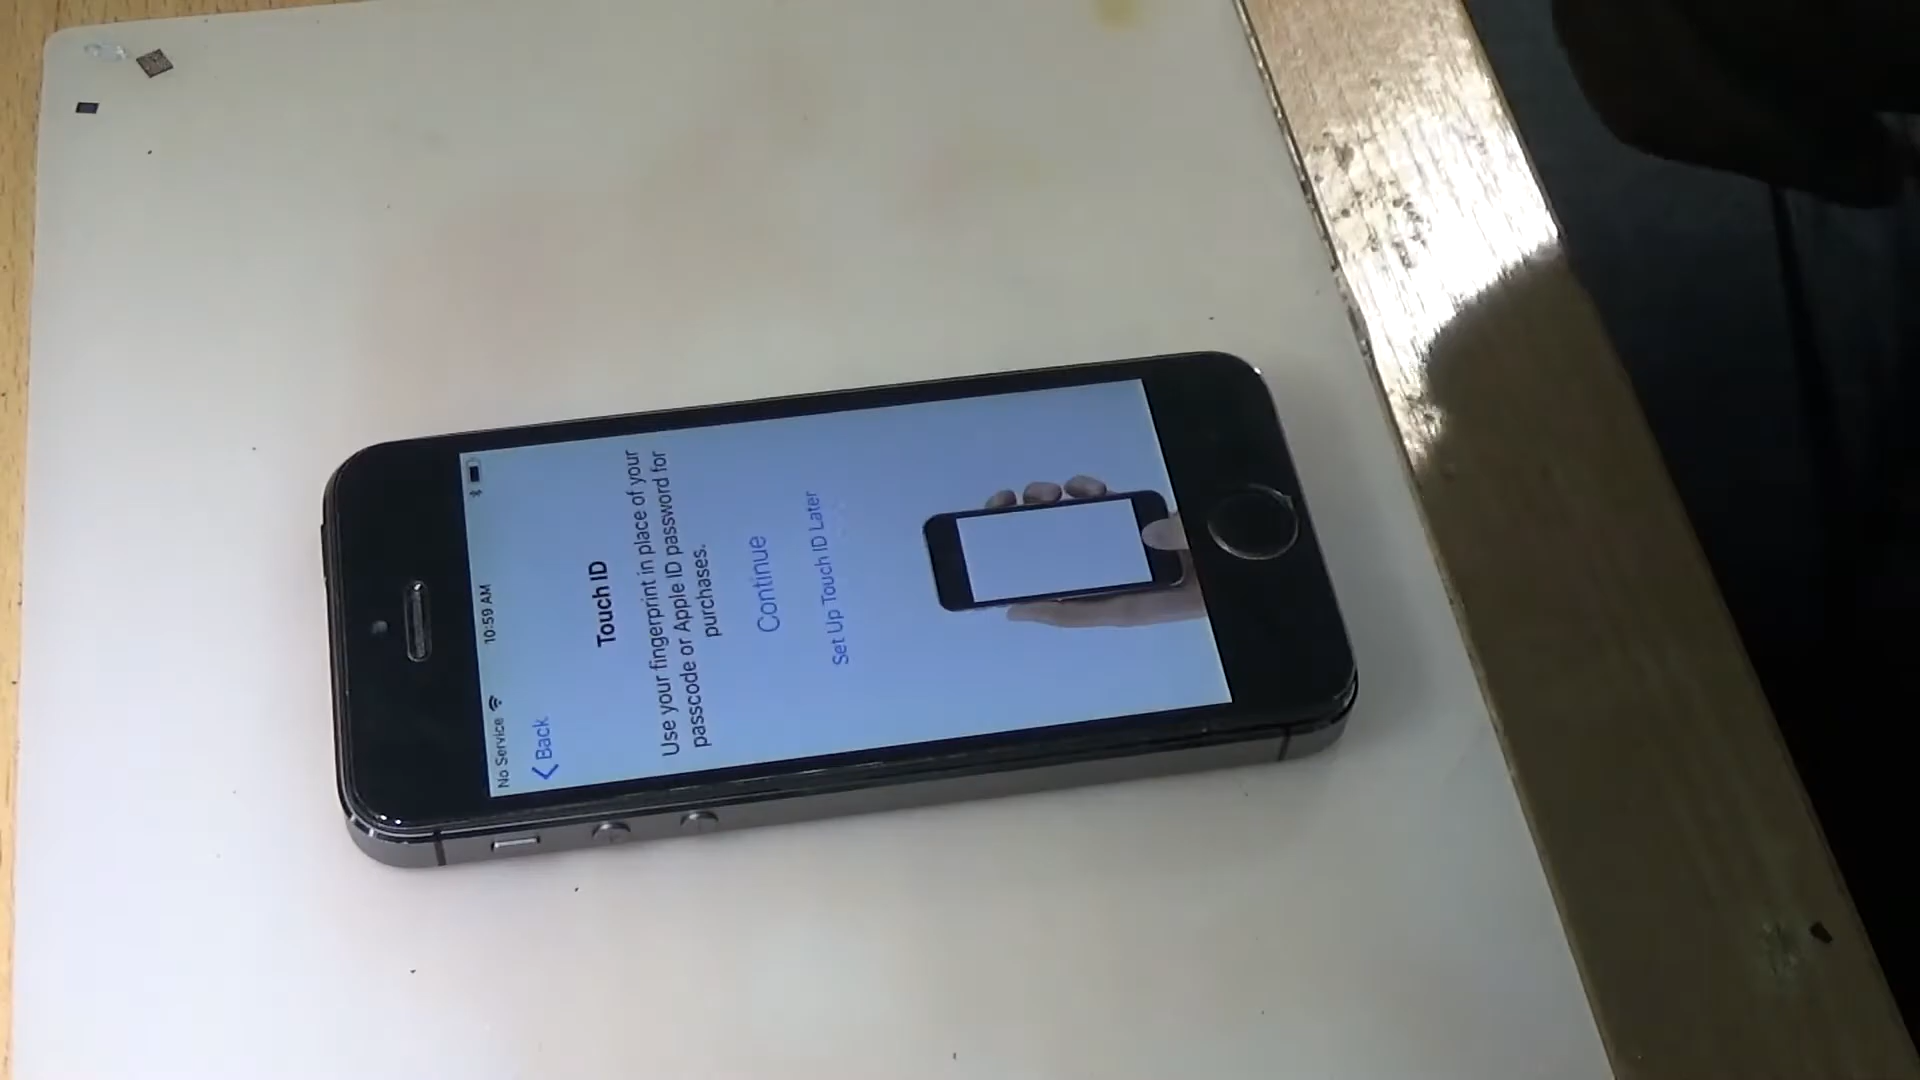 No Service 10:59 AM
Back
Touch ID
Use your fingerprint in place of your
passcode or Apple ID password for
purchases.
Continue
Set Up Touch ID Later